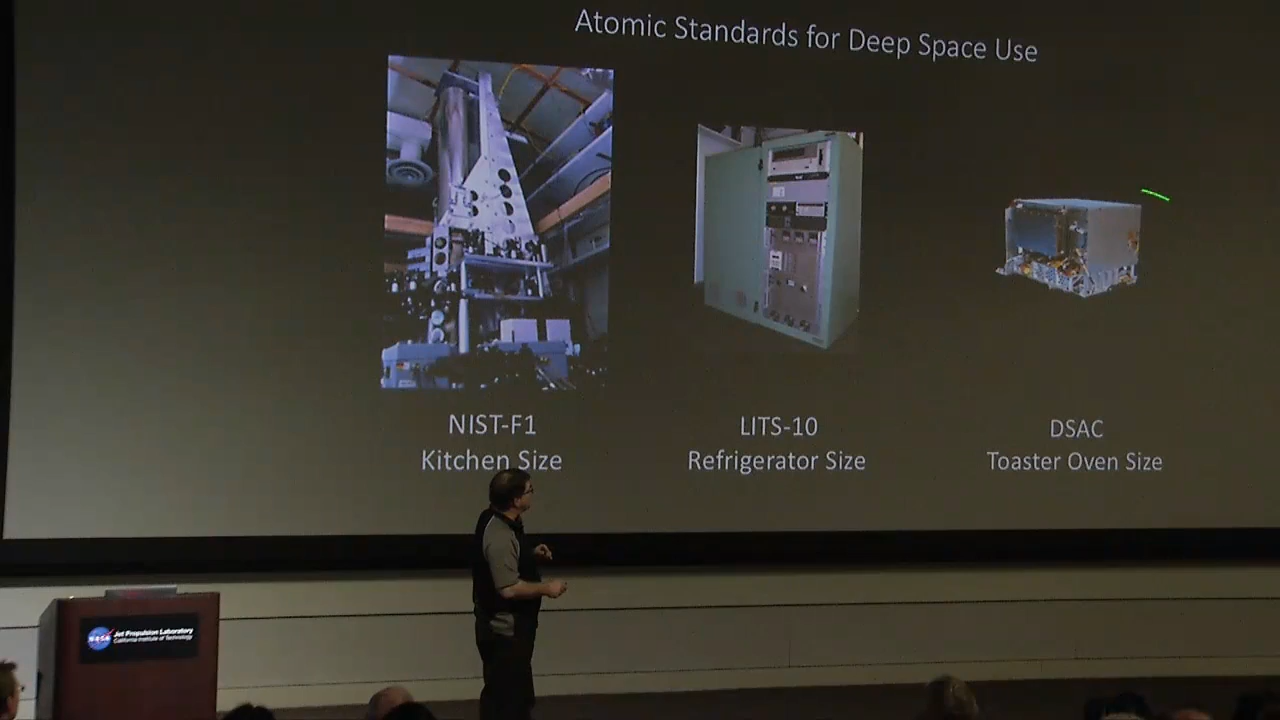 Atomic Standards for Deep Space Use
NIST-F1
Kitchen Size
LITS-10
Refrigerator Size
DSAC
Toaster Oven Size
NASA
Jet Propulsion Laboratory
California Institute of Technology